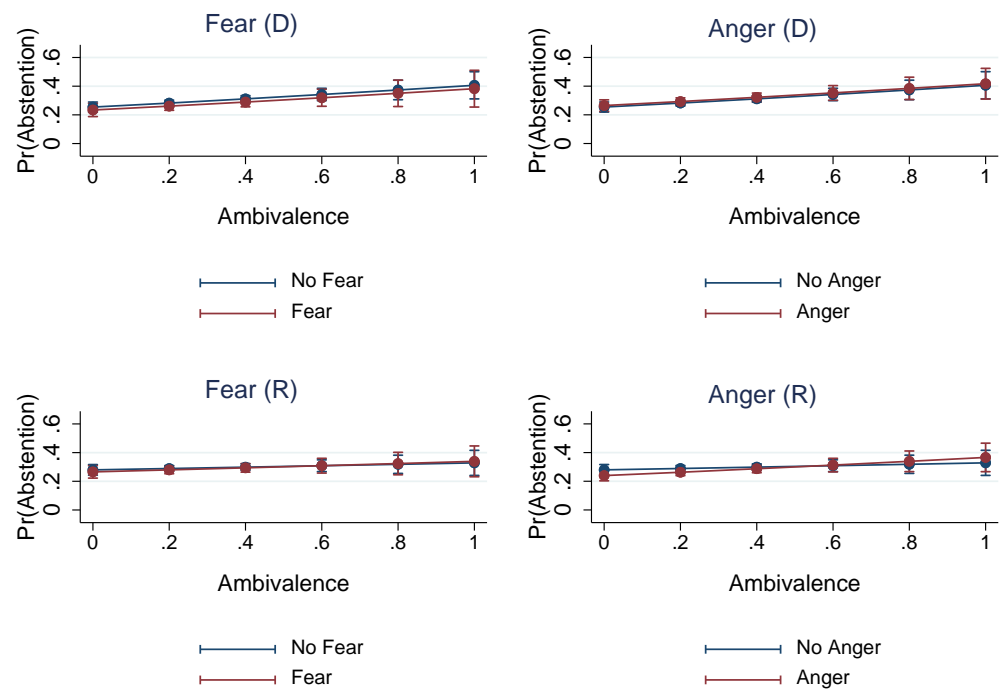 Fear (D)
Pr(Abstention)
0 .2 .4 .6
0 .2 .4 .6 .8 1
Ambivalence
No Fear
Fear
Anger (D)
Pr(Abstention)
0 .2 .4 .6
0 .2 .4 .6 .8 1
Ambivalence
No Anger
Anger
Fear (R)
Pr(Abstention)
0 .2 .4 .6
0 .2 .4 .6 .8 1
Ambivalence
No Fear
Fear
Anger (R)
Pr(Abstention)
0 .2 .4 .6
0 .2 .4 .6 .8 1
Ambivalence
No Anger
Anger